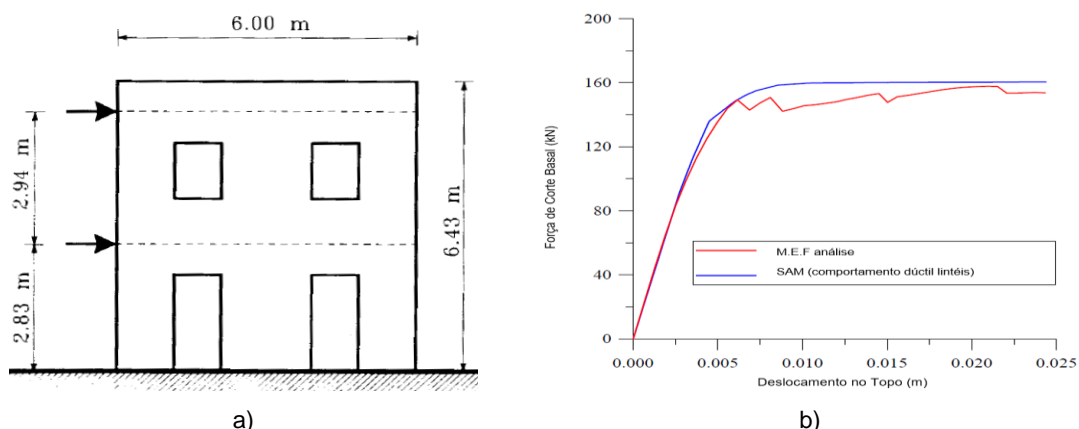 6.00 m
2.94 m
2.83 m
6.43 m
a)
Força de Corte Basal (kN)
200
160
120
80
40
0
M.E.F análise
SAM (comportamento dúctil lintéis)
0.000
0.005
0.010
0.015
0.020
0.025
Deslocamento no Topo (m)
b)